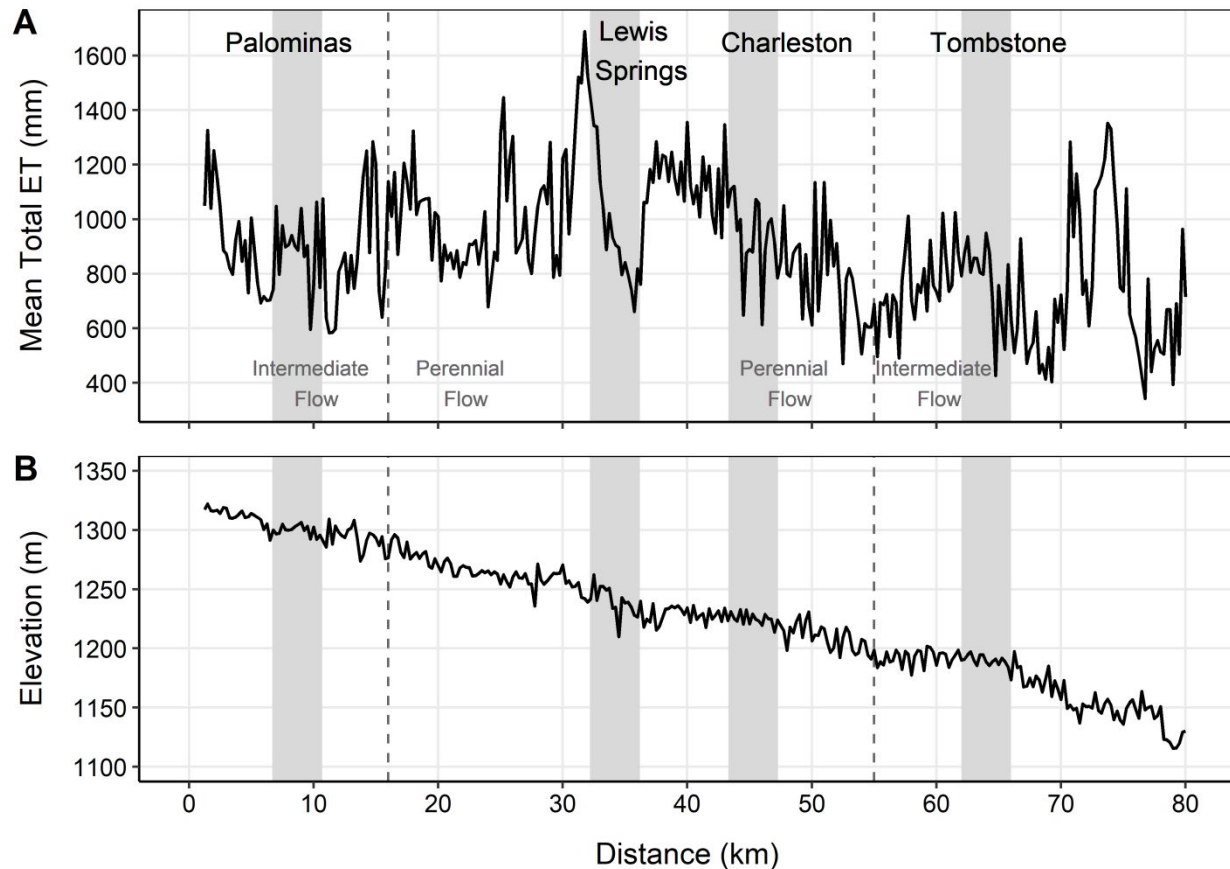 A
Mean Total ET (mm)
1600
1400
1200
1000
800
600
400
Palominas
Lewis
Springs
Charleston
Tombstone
Intermediate
Flow
Perennial
Flow
Perennial
Flow
Intermediate
Flow
B
Elevation (m)
1350
1300
1250
1200
1150
1100
0 10 20 30 40 50 60 70 80
Distance (km)